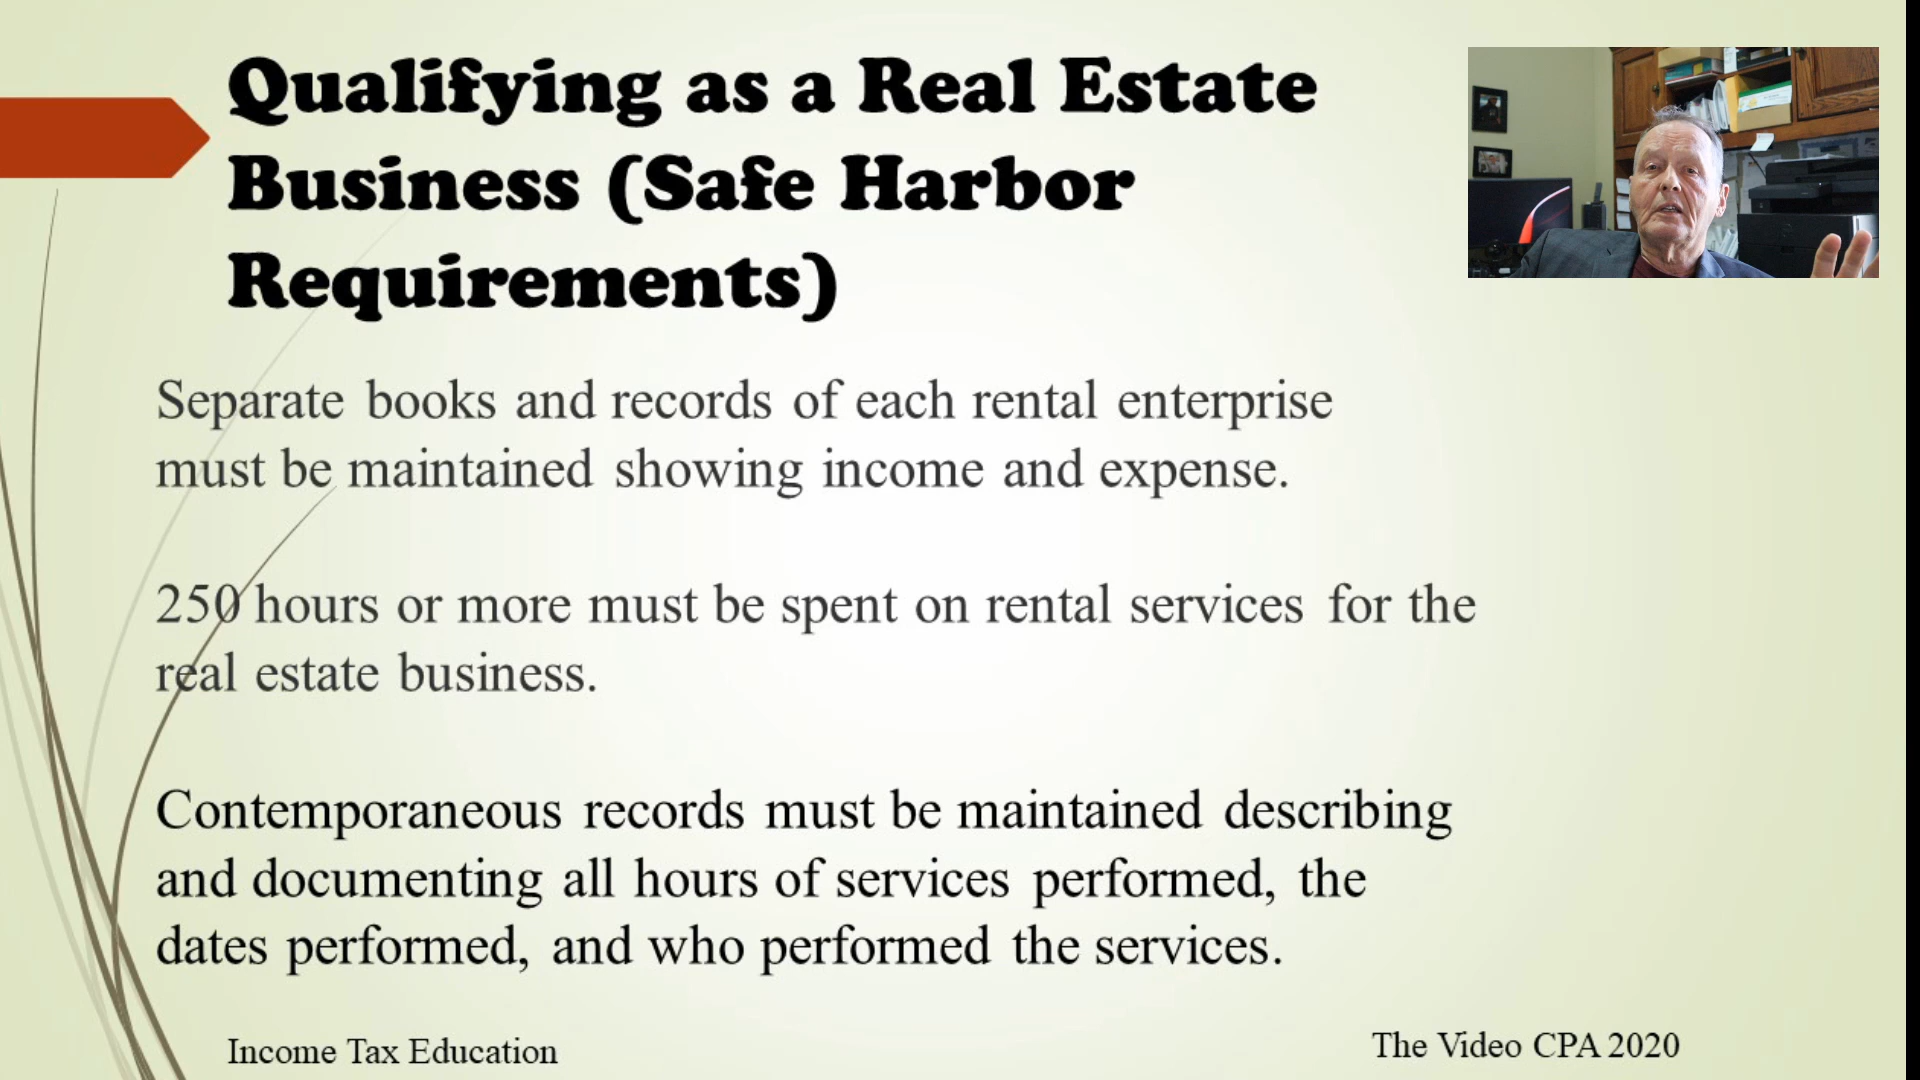 Qualifying as a Real Estate
Business (Safe Harbor
Requirements)
Separate books and records of each rental enterprise
must be maintained showing income and expense.
250 hours or more must be spent on rental services for the
real estate business.
Contemporaneous records must be maintained describing
and documenting all hours of services performed, the
dates performed, and who performed the services.
Income Tax Education
The Video CPA 2020